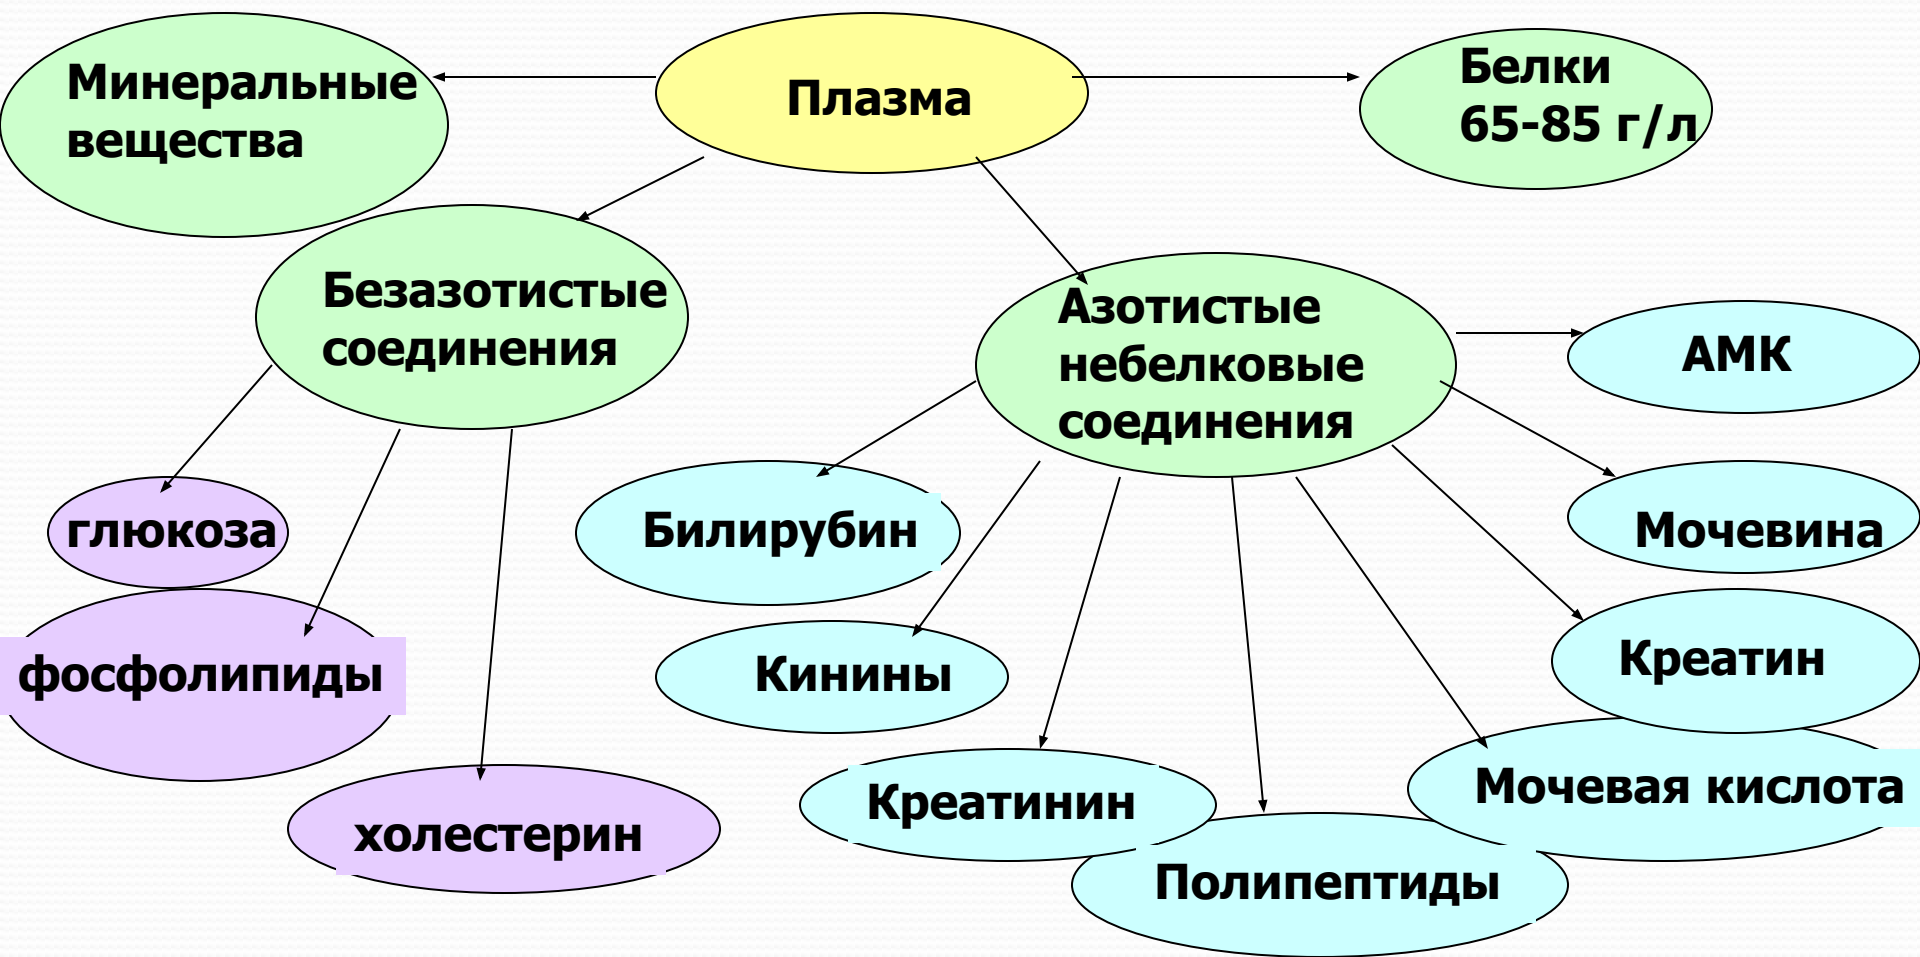 Минеральные
вещества
Плазма
Белки
65-85 г/л
Безазотистые
соединения
Азотистые
небелковые
соединения
АМК
глюкоза
Билирубин
Мочевина
фосфолипиды
Кинины
Креатин
холестерин
Креатинин
Мочевая кислота
Полипептиды